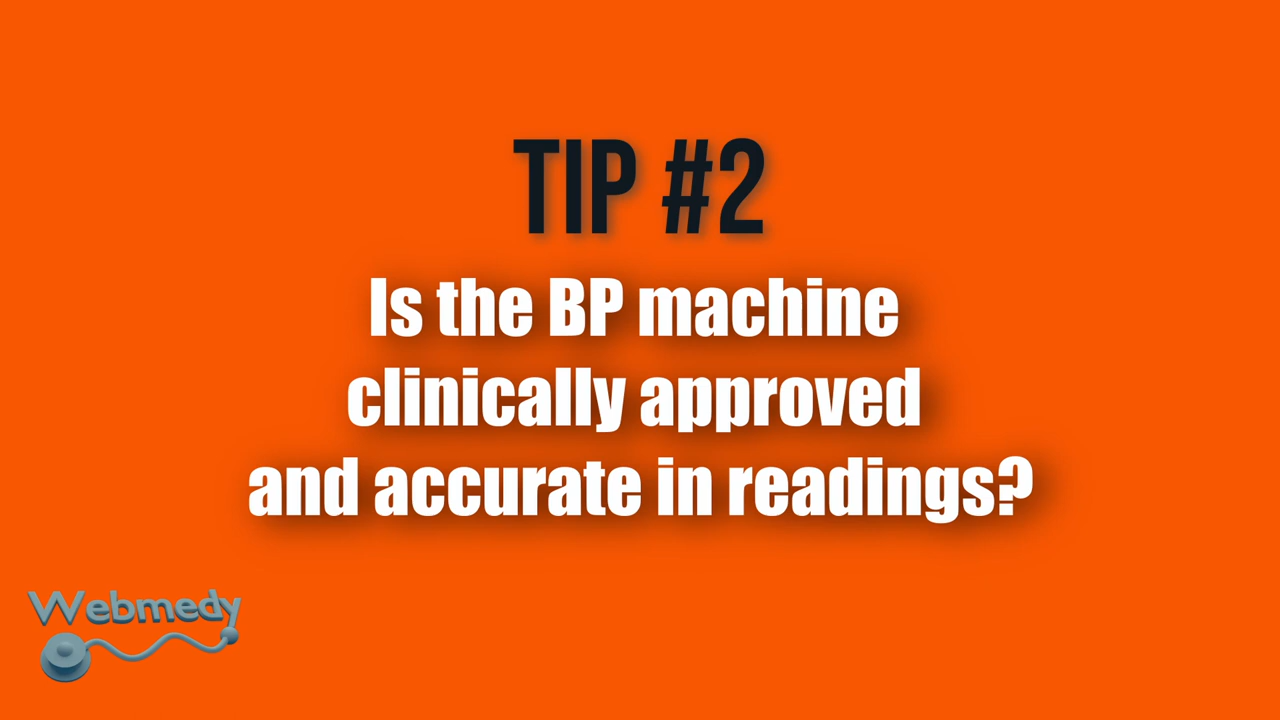 TIP #2
Is the BP machine
clinically approved
and accurate in readings?
Webmedy